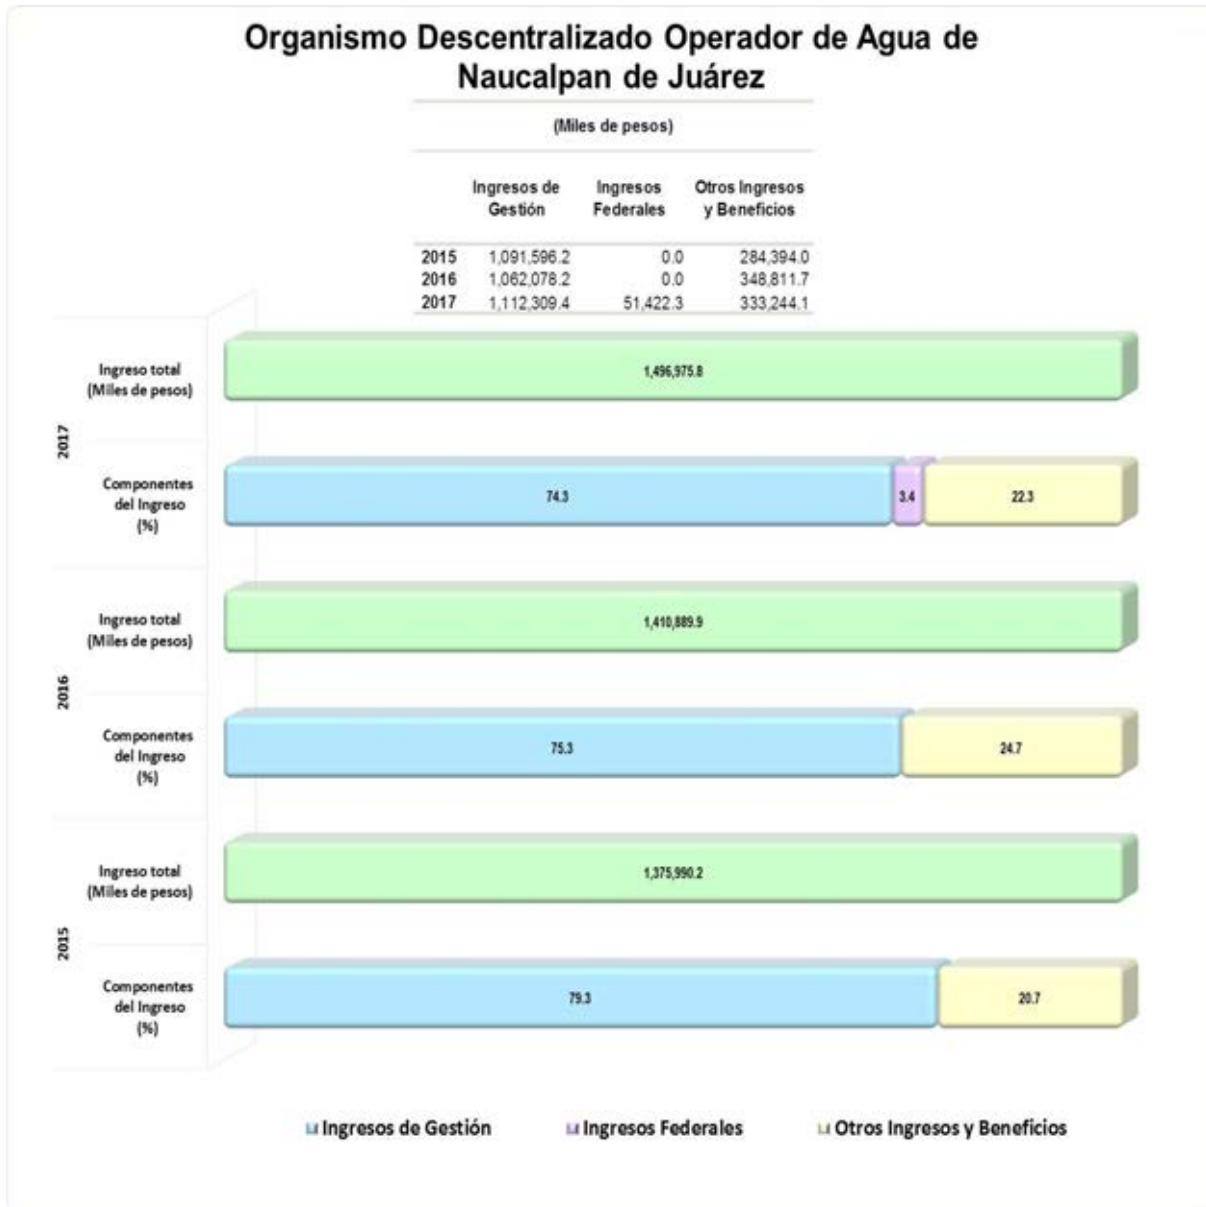 Organismo Descentralizado Operador de Agua de
Naucalpan de Juárez
(Miles de pesos)
Ingresos de Ingresos Otros Ingresos
Gestión Federales y Beneficios
2015 1,091,596.2 0.0 284,394.0
2016 1,062,078.2 0.0 348,811.7
2017 1,112,309.4 51,422.3 333,244.1
2017
Ingreso total
(Miles de pesos)
1,496,975.8
Componentes
del Ingreso
(%)
74.3 3.4 22.3
2016
Ingreso total
(Miles de pesos)
1,410,889.9
Componentes
del Ingreso
(%)
75.3 24.7
2015
Ingreso total
(Miles de pesos)
1,375,990.2
Componentes
del Ingreso
(%)
79.3 20.7
Ingresos de Gestión Ingresos Federales Otros Ingresos y Beneficios